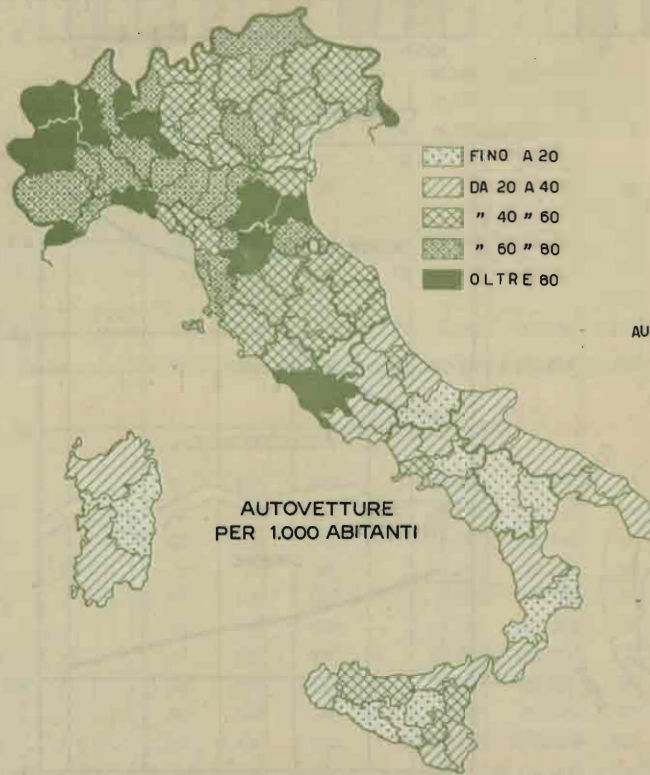 FINO A 20
DA 20 A 40
" 40 " 60
" 60 " 80
OLTRE 80
AU
AUTOVETTURE
PER 1.000 ABITANTI